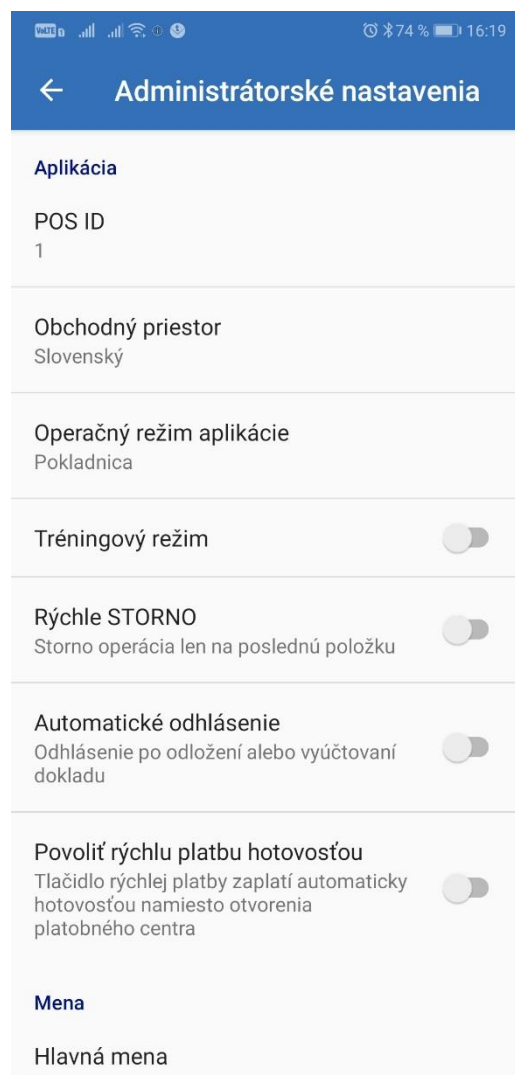 VoLTE 74 % 16:19
Administrátorské nastavenia
Aplikácia
POS ID
1
Obchodný priestor
Slovenský
Operačný režim aplikácie
Pokladnica
Tréningový režim
Rýchle STORNO
Storno operácia len na poslednú položku
Automatické odhlásenie
Odhlásenie po odložení alebo vyúčtovaní
dokladu
Povoliť rýchlu platbu hotovosťou
Tlačidlo rýchlej platby zaplatí automaticky
hotovosťou namiesto otvorenia
platobného centra
Mena
Hlavná mena